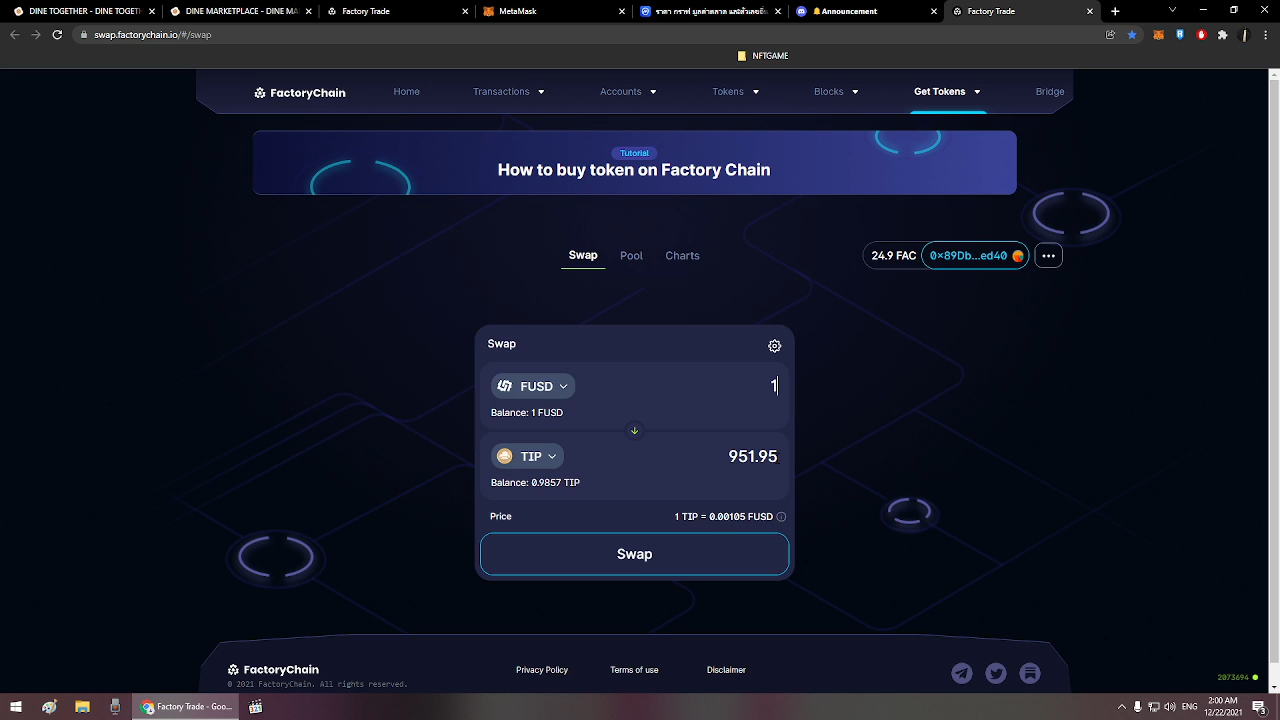 DINE TOGETHER - DINE TOGETH
DINE MARKETPLACE - DINE MA
Factory Trade
MetaMask
Announcement
Factory Trade
swap.factorychain.io/#/swap
NFTGAME
FactoryChain
Home
Transactions
Accounts
Tokens
Blocks
Get Tokens
Bridge
Tutorial
How to buy token on Factory Chain
Swap
Pool
Charts
24.9 FAC
0x89Db...ed40
Swap
FUSD
1
Balance: 1 FUSD
TIP
951.95
Balance: 0.9857 TIP
Price
1 TIP = 0.00105 FUSD
Swap
FactoryChain
Privacy Policy
Terms of use
Disclaimer
© 2021 FactoryChain. All rights reserved.
2073694
Factory Trade - Goo...
2:00 AM
12/22/2021
3